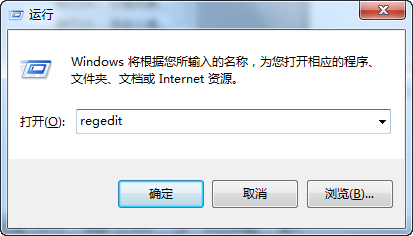 运行
Windows 将根据您所输入的名称，为您打开相应的程序、
文件夹、文档或 Internet 资源。
打开(O): regedit
确定 取消 浏览(B)...